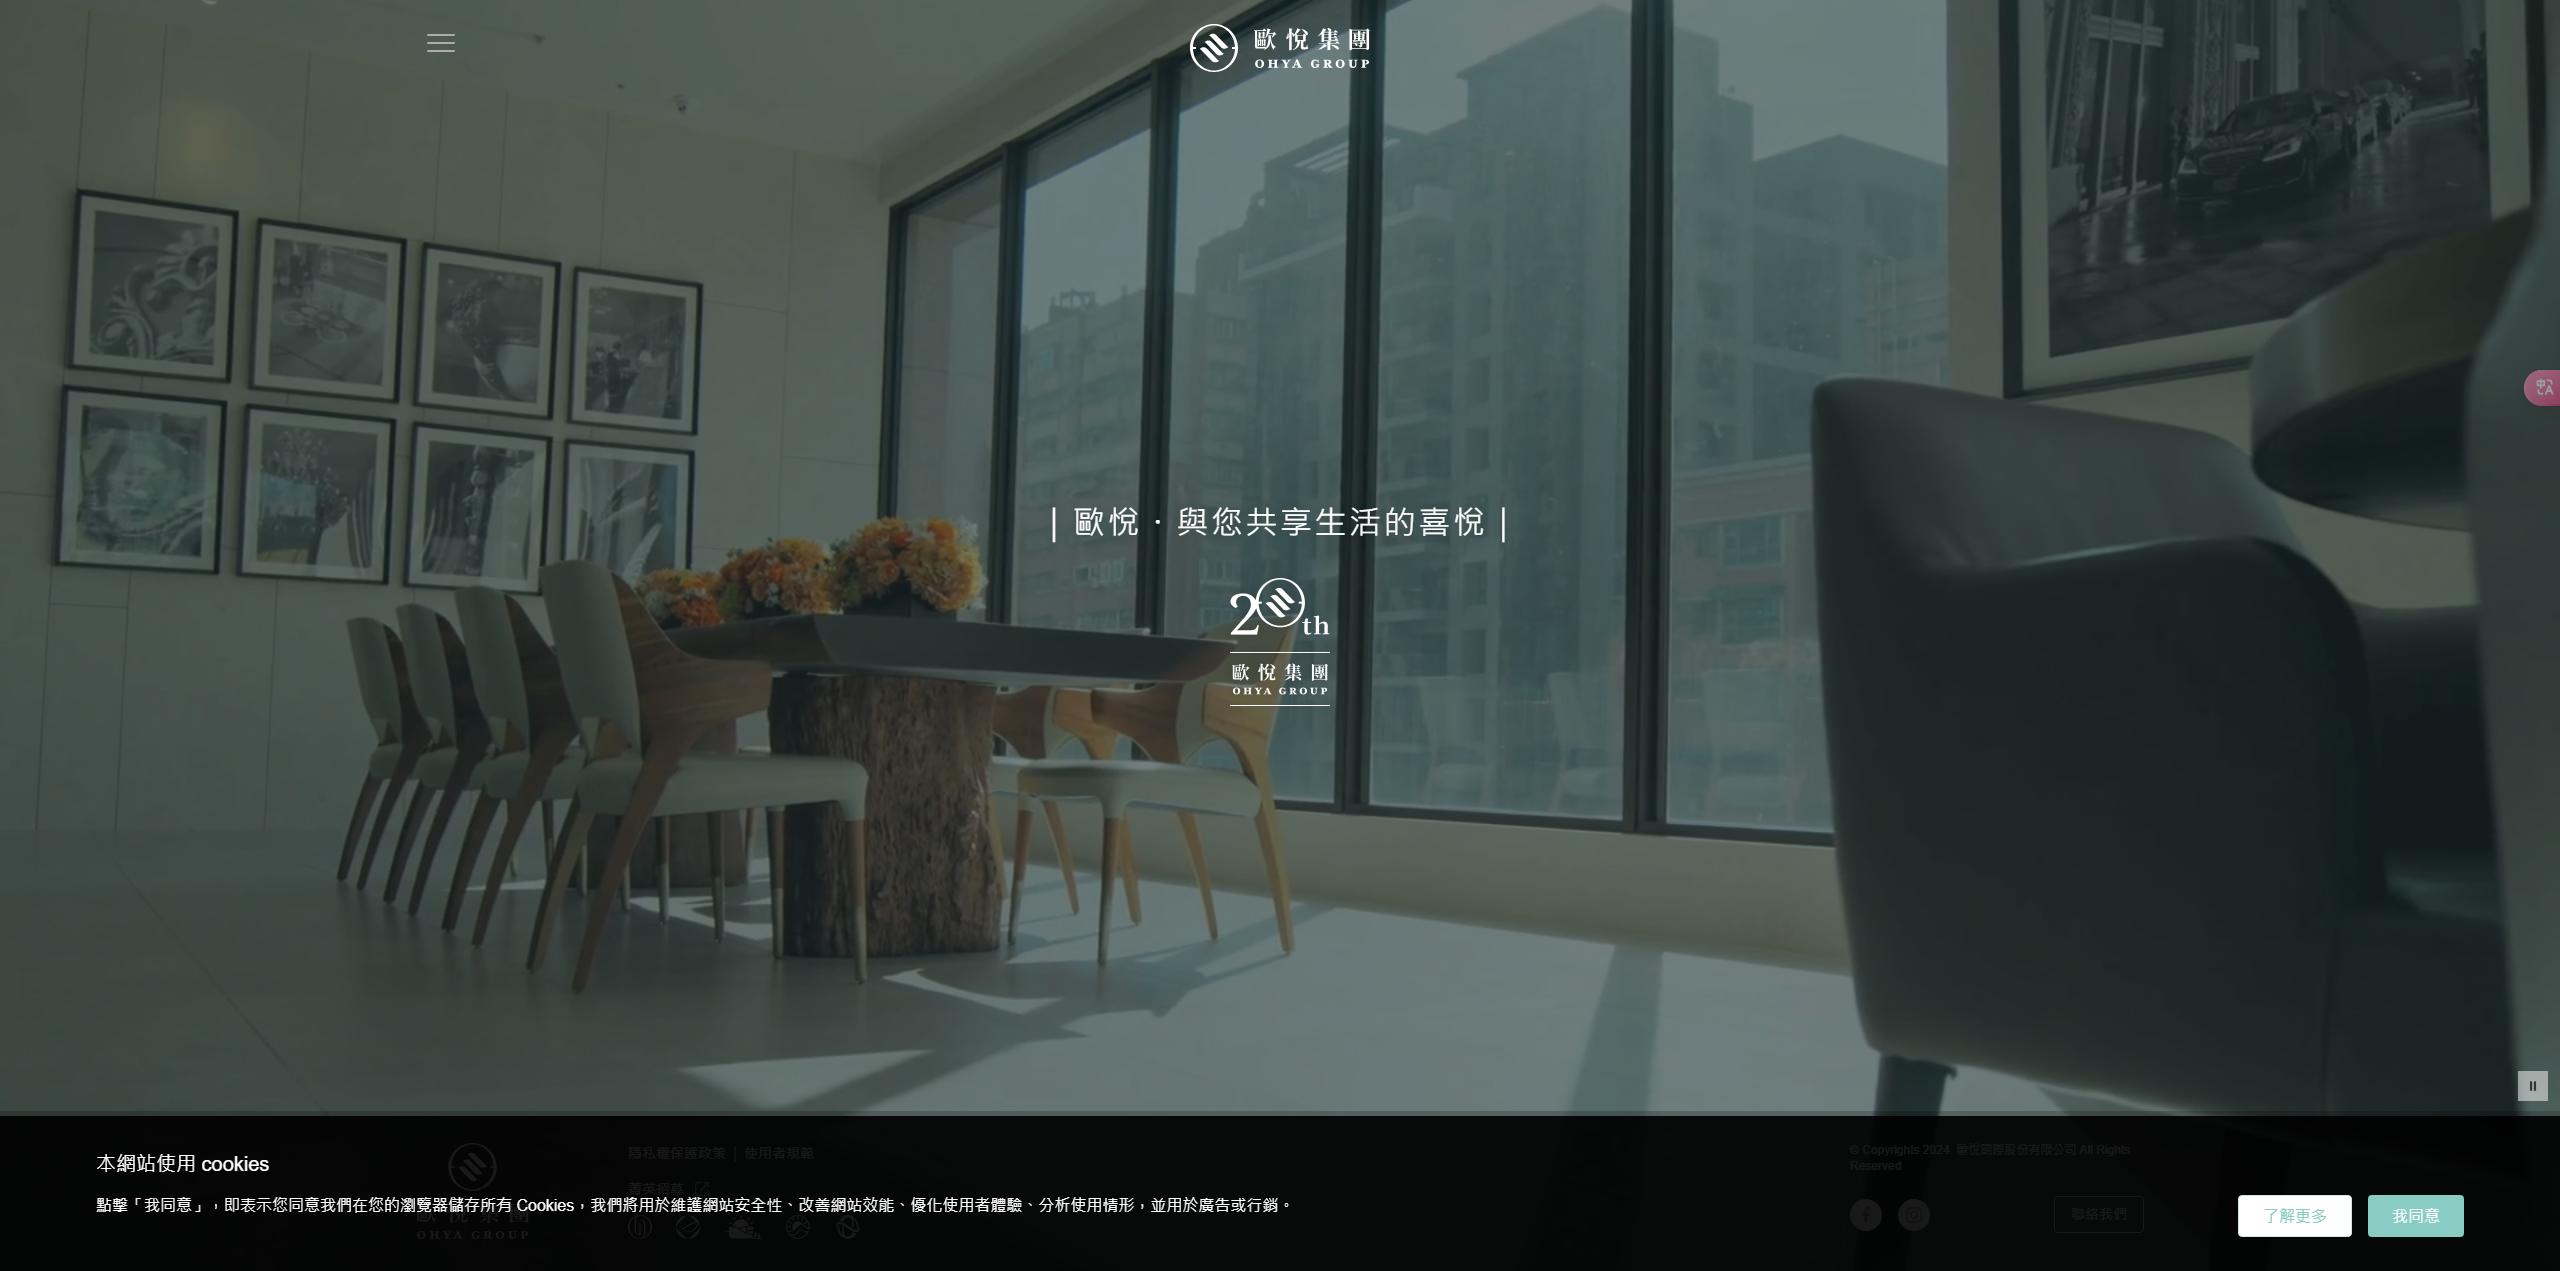 歐悅集團
OHYA GROUP
| 歐悅．與您共享生活的喜悅 |
20th
歐悅集團
OHYA GROUP
本網站使用 cookies
點擊「我同意」，即表示您同意我們在您的瀏覽器儲存所有 Cookies，我們將用於維護網站安全性、改善網站效能、優化使用者體驗、分析使用情形，並用於廣告或行銷。
了解更多
我同意
隱私權保護政策 | 使用者規範
菁英招募
歐悅集團
OHYA GROUP
© Copyrights 2024. 歐悅國際股份有限公司 All Rights
Reserved
聯絡我們